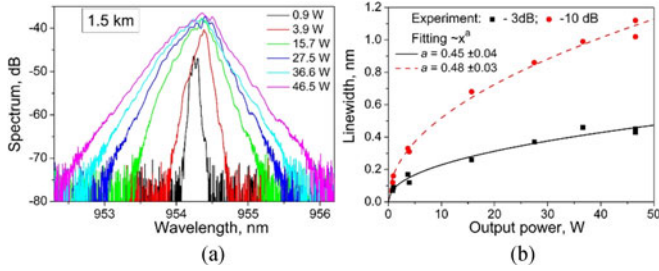 1.5 km
0.9 W
3.9 W
15.7 W
27.5 W
36.6 W
46.5 W
-40
-50
-60
-70
-80
Spectrum, dB
953
954
955
956
Wavelength, nm
(a)
Experiment: - 3dB; -10 dB
Fitting ~x^a
a = 0.45 ±0.04
a = 0.48 ±0.03
1.2
1.0
0.8
0.6
0.4
0.2
0.0
Linewidth, nm
0
10
20
30
40
50
Output power, W
(b)